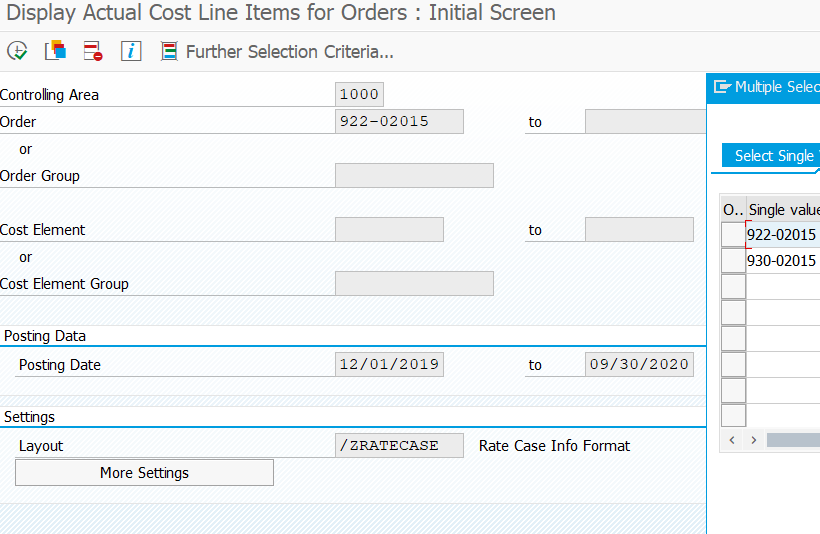 Display Actual Cost Line Items for Orders : Initial Screen
Further Selection Criteria...
Controlling Area 1000
Order 922-02015 to
or
Order Group
Cost Element to
or
Cost Element Group
Posting Data
Posting Date 12/01/2019 to 09/30/2020
Settings
Layout /ZRATECASE Rate Case Info Format
More Settings
Multiple Selec
Select Single
O.. Single value
922-02015
930-02015